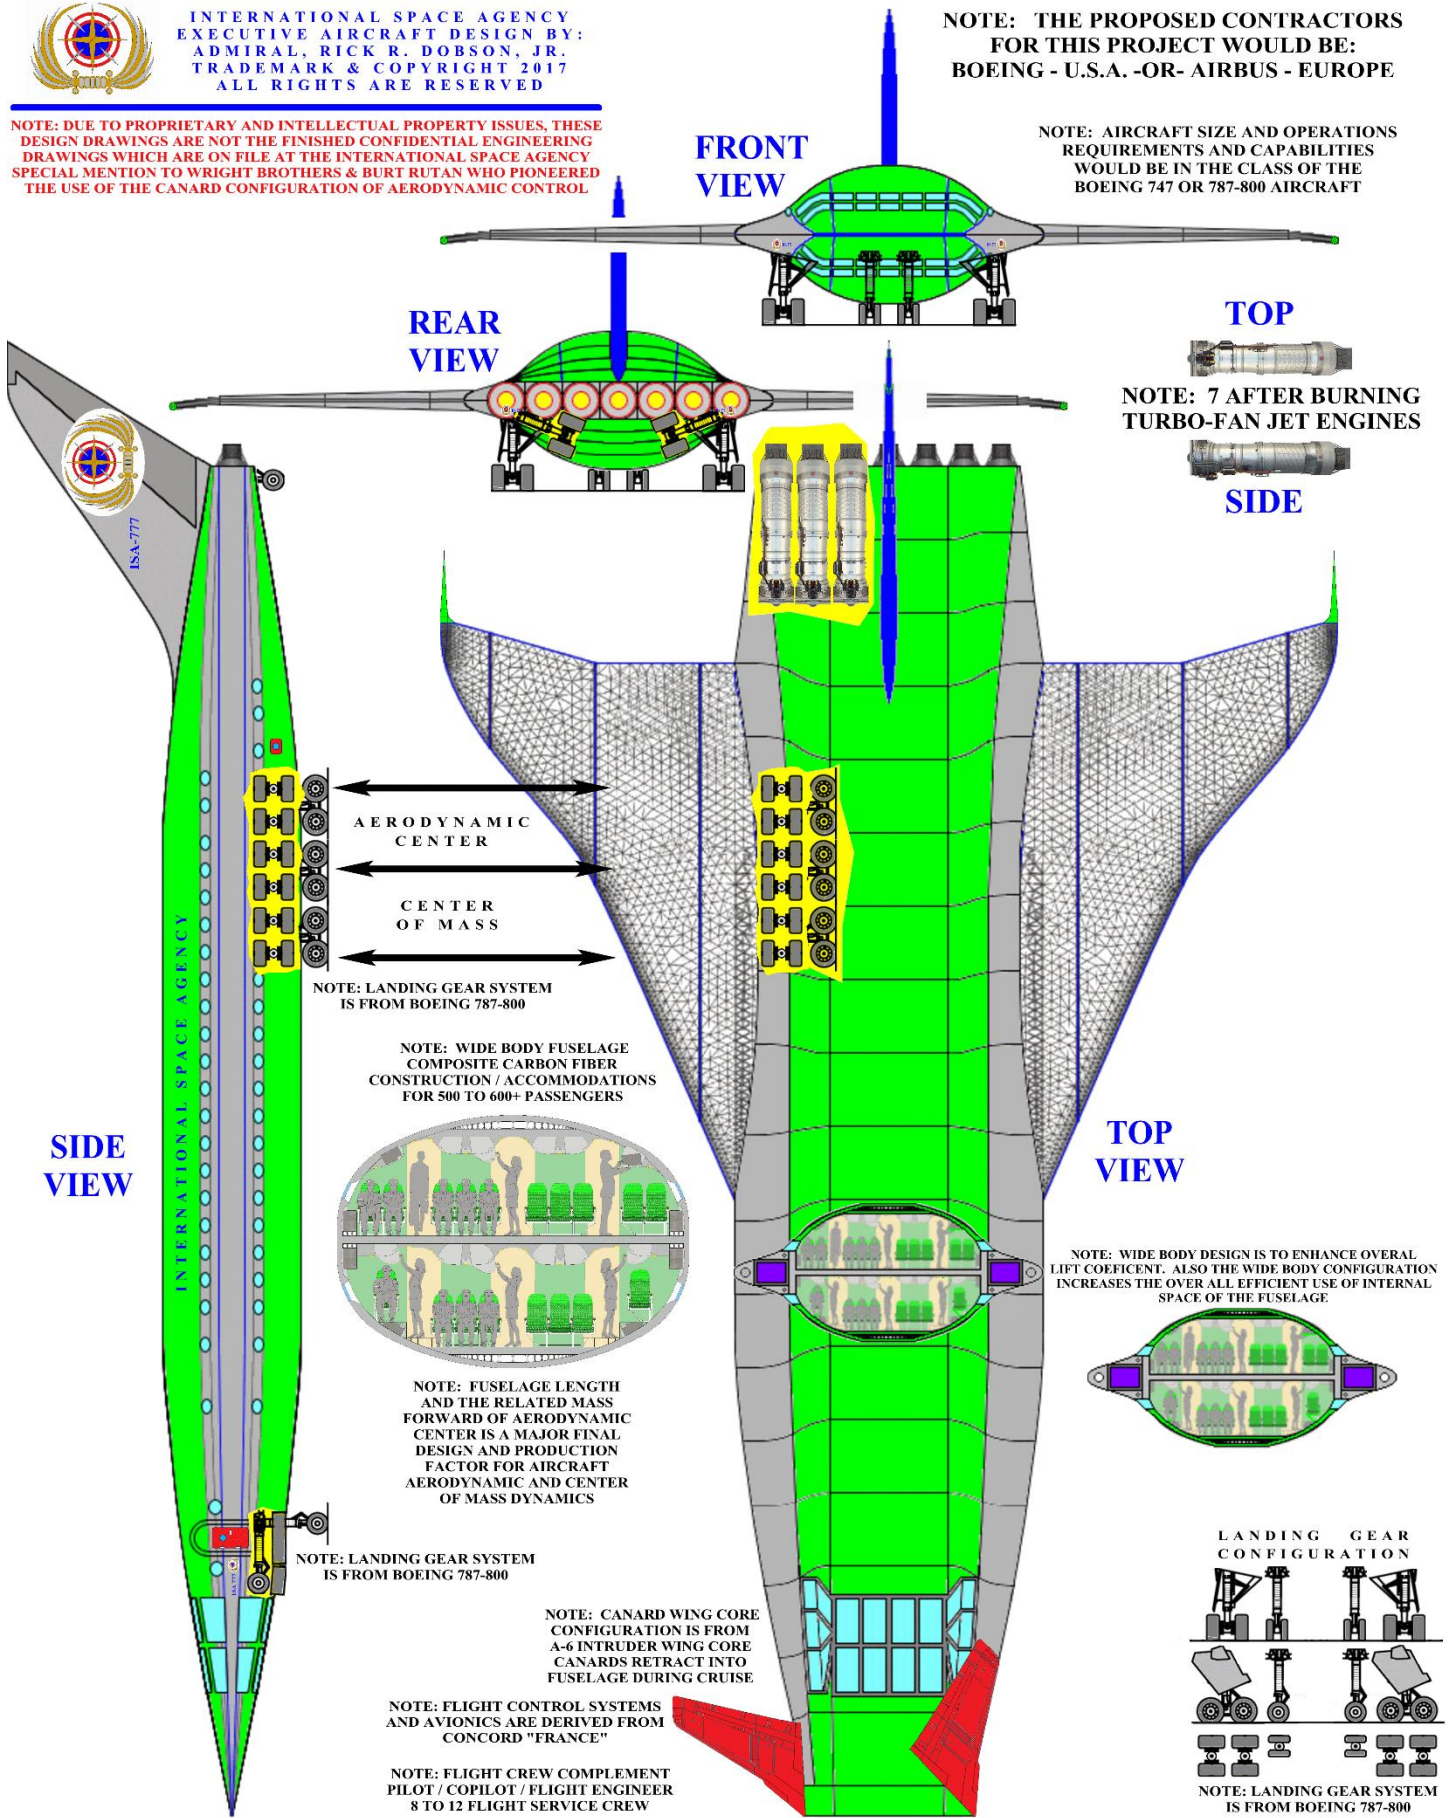 INTERNATIONAL SPACE AGENCY
EXECUTIVE AIRCRAFT DESIGN BY:
ADMIRAL, RICK R. DOBSON, JR.
TRADEMARK & COPYRIGHT 2017
ALL RIGHTS ARE RESERVED
NOTE: DUE TO PROPRIETARY AND INTELLECTUAL PROPERTY ISSUES, THESE
DESIGN DRAWINGS ARE NOT THE FINISHED CONFIDENTIAL ENGINEERING
DRAWINGS WHICH ARE ON FILE AT THE INTERNATIONAL SPACE AGENCY
SPECIAL MENTION TO WRIGHT BROTHERS & BURT RUTAN WHO PIONEERED
THE USE OF THE CANARD CONFIGURATION OF AERODYNAMIC CONTROL
NOTE: THE PROPOSED CONTRACTORS
FOR THIS PROJECT WOULD BE:
BOEING - U.S.A. -OR- AIRBUS - EUROPE
NOTE: AIRCRAFT SIZE AND OPERATIONS
REQUIREMENTS AND CAPABILITIES
WOULD BE IN THE CLASS OF THE
BOEING 747 OR 787-800 AIRCRAFT
FRONT
VIEW
REAR
VIEW
TOP
NOTE: 7 AFTER BURNING
TURBO-FAN JET ENGINES
SIDE
ISA-777
AERODYNAMIC
CENTER
CENTER
OF MASS
NOTE: LANDING GEAR SYSTEM
IS FROM BOEING 787-800
INTERNATIONAL SPACE AGENCY
NOTE: WIDE BODY FUSELAGE
COMPOSITE CARBON FIBER
CONSTRUCTION / ACCOMMODATIONS
FOR 500 TO 600+ PASSENGERS
SIDE
VIEW
TOP
VIEW
NOTE: WIDE BODY DESIGN IS TO ENHANCE OVERAL
LIFT COEFICENT. ALSO THE WIDE BODY CONFIGURATION
INCREASES THE OVER ALL EFFICIENT USE OF INTERNAL
SPACE OF THE FUSELAGE
NOTE: FUSELAGE LENGTH
AND THE RELATED MASS
FORWARD OF AERODYNAMIC
CENTER IS A MAJOR FINAL
DESIGN AND PRODUCTION
FACTOR FOR AIRCRAFT
AERODYNAMIC AND CENTER
OF MASS DYNAMICS
NOTE: LANDING GEAR SYSTEM
IS FROM BOEING 787-800
ISA 777
NOTE: CANARD WING CORE
CONFIGURATION IS FROM
A-6 INTRUDER WING CORE
CANARDS RETRACT INTO
FUSELAGE DURING CRUISE
NOTE: FLIGHT CONTROL SYSTEMS
AND AVIONICS ARE DERIVED FROM
CONCORD "FRANCE"
NOTE: FLIGHT CREW COMPLEMENT
PILOT / COPILOT / FLIGHT ENGINEER
8 TO 12 FLIGHT SERVICE CREW
LANDING GEAR
CONFIGURATION
NOTE: LANDING GEAR SYSTEM
IS FROM BOEING 787-800